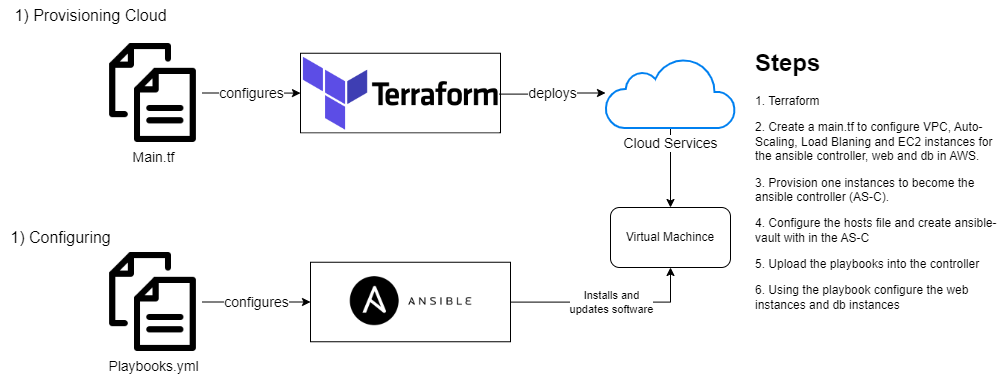 1) Provisioning Cloud
configures
Terraform
deploys
Main.tf
Cloud Services
Virtual Machince
1) Configuring
configures
ANSIBLE
Installs and
updates software
Playbooks.yml
Steps
1. Terraform
2. Create a main.tf to configure VPC, Auto-
Scaling, Load Blaning and EC2 instances for
the ansible controller, web and db in AWS.
3. Provision one instances to become the
ansible controller (AS-C).
4. Configure the hosts file and create ansible-
vault with in the AS-C
5. Upload the playbooks into the controller
6. Using the playbook configure the web
instances and db instances